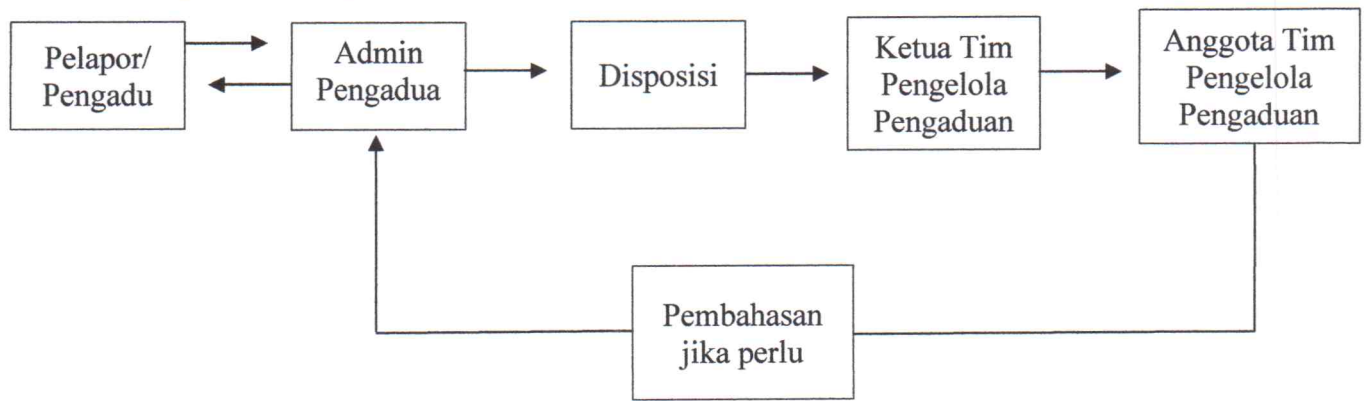 Pelapor/
Pengadu
Admin
Pengadua
Disposisi
Ketua Tim
Pengelola
Pengaduan
Anggota Tim
Pengelola
Pengaduan
Pembahasan
jika perlu